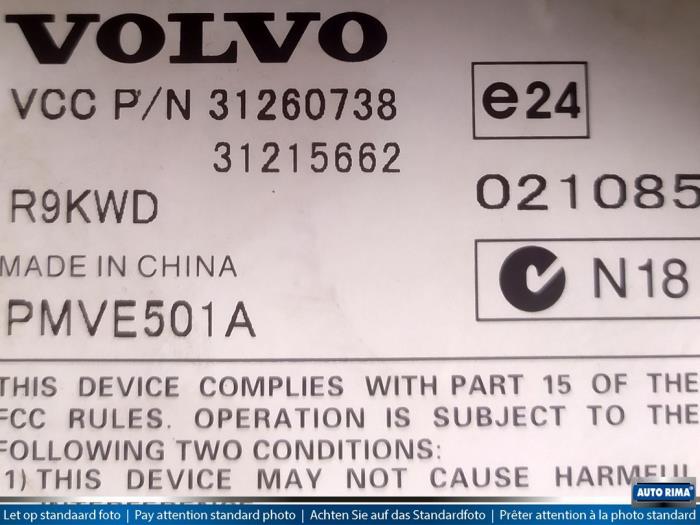 VOLVO
VCC P/N 31260738
31215662
e24
R9KWD
021085
MADE IN CHINA
N18
PMVE501A
THIS DEVICE COMPLIES WITH PART 15 OF THE
FCC RULES. OPERATION IS SUBJECT TO THE
FOLLOWING TWO CONDITIONS:
1) THIS DEVICE MAY NOT CAUSE HARMFUL
AUTO RIMA
Let op standaard foto | Pay attention standard photo | Achten Sie auf das Standardfoto | Prêter attention à la photo standard